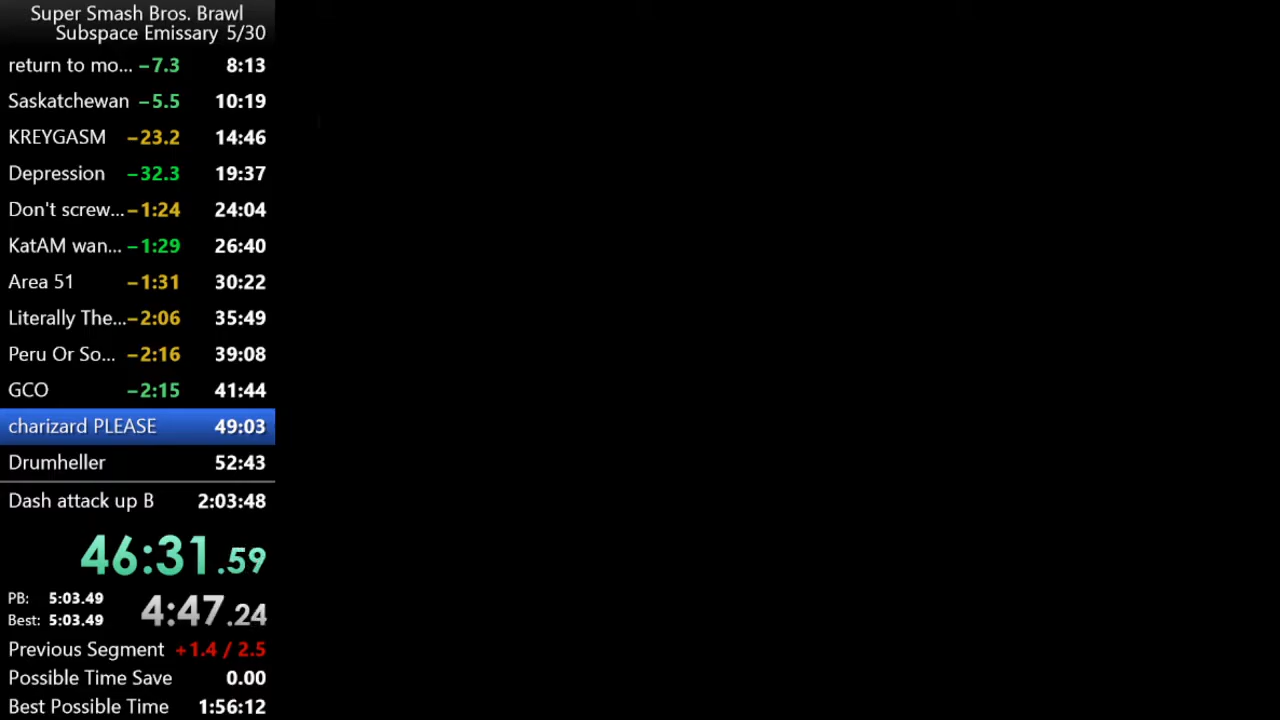 Super Smash Bros. Brawl
Subspace Emissary 5/30
return to mo... −7.3 8:13
Saskatchewan −5.5 10:19
KREYGASM −23.2 14:46
Depression −32.3 19:37
Don't screw... −1:24 24:04
KatAM wan... −1:29 26:40
Area 51 −1:31 30:22
Literally The... −2:06 35:49
Peru Or So... −2:16 39:08
GCO −2:15 41:44
charizard PLEASE 49:03
Drumheller 52:43
Dash attack up B 2:03:48
46:31.59
PB: 5:03.49
Best: 5:03.49
4:47.24
Previous Segment +1.4 / 2.5
Possible Time Save 0.00
Best Possible Time 1:56:12